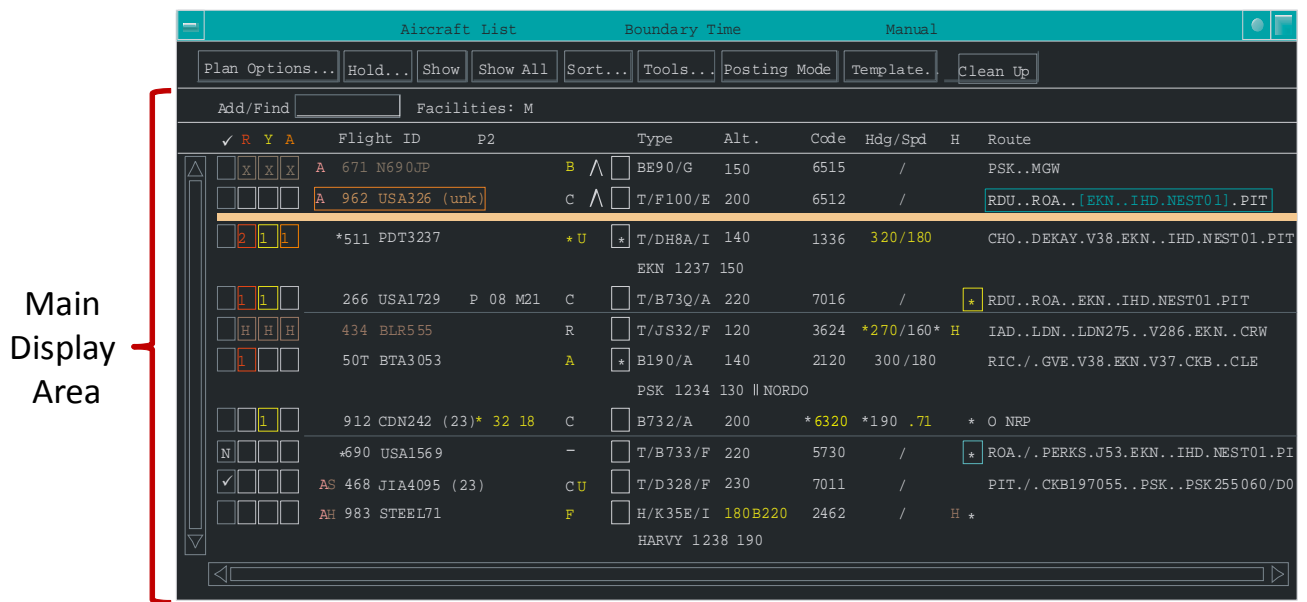 Aircraft List Boundary Time Manual
Plan Options... Hold... Show Show All Sort... Tools... Posting Mode Template.. Clean Up
Add/Find Facilities: M
✓ R Y A Flight ID P2 Type Alt. Code Hdg/Spd H Route
X X X A 671 N690JP B BE90/G 150 6515 / PSK..MGW
A 962 USA326 (unk) C T/F100/E 200 6512 / RDU..ROA..[EKN..IHD.NEST01].PIT
2 1 1 *511 PDT3237 *U * T/DH8A/I 140 1336 320/180 CHO..DEKAY.V38.EKN..IHD.NEST01.PIT
EKN 1237 150
1 1 266 USA1729 P 08 M21 C T/B73Q/A 220 7016 / * RDU..ROA..EKN..IHD.NEST01.PIT
Main Display Area
H H H 434 BLR555 R T/JS32/F 120 3624 *270/160* H IAD..LDN..LDN275..V286.EKN..CRW
1 50T BTA3053 A * B190/A 140 2120 300/180 RIC./.GVE.V38.EKN.V37.CKB..CLE
PSK 1234 130 || NORDO
1 912 CDN242 (23)* 32 18 C B732/A 200 *6320 *190 .71 * O NRP
N *690 USA1569 – T/B733/F 220 5730 / * ROA./.PERKS.J53.EKN..IHD.NEST01.PI
✓ AS 468 JIA4095 (23) CU T/D328/F 230 7011 / PIT./.CKB197055..PSK..PSK255060/D0
AH 983 STEEL71 F H/K35E/I 180B220 2462 / H *
HARVY 1238 190